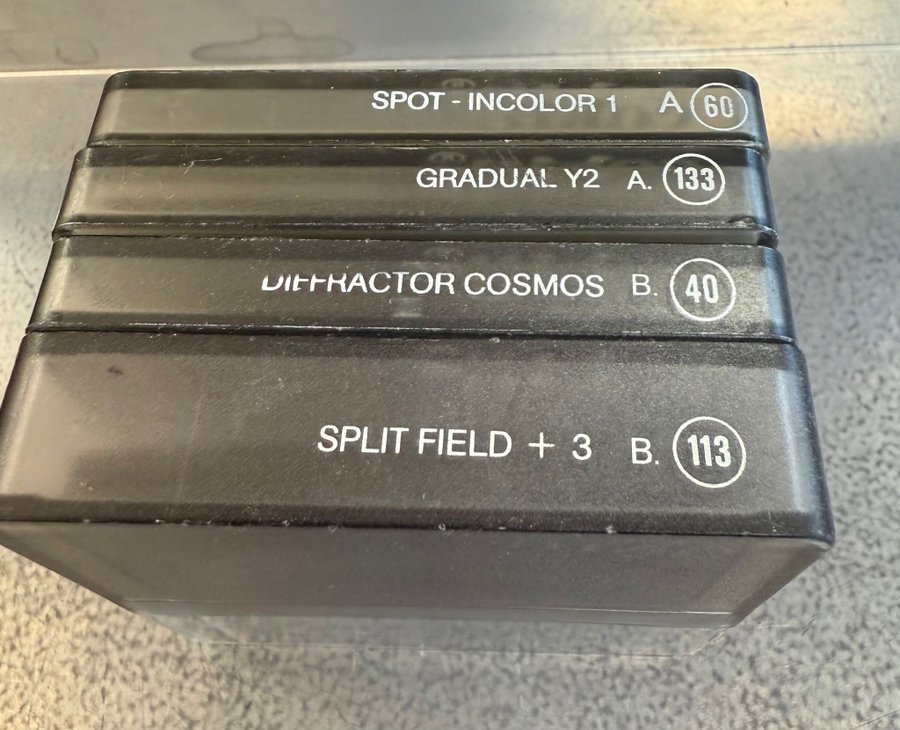 SPOT - INCOLOR 1 A 60
GRADUAL Y2 A. 133
DIFFRACTOR COSMOS B. 40
SPLIT FIELD + 3 B. 113